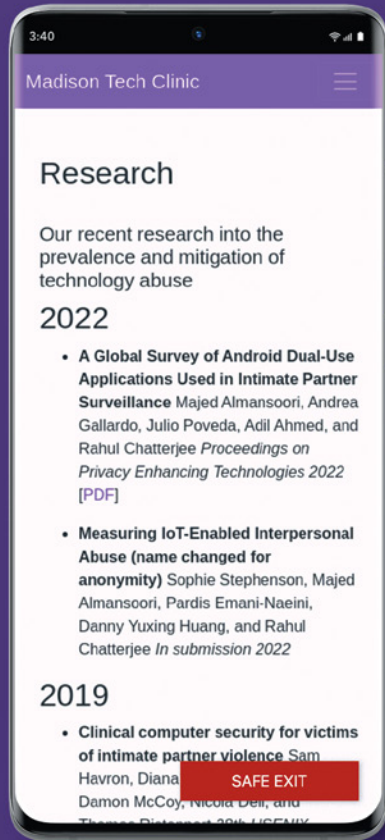 3:40
Madison Tech Clinic
Research
Our recent research into the
prevalence and mitigation of
technology abuse
2022
• A Global Survey of Android Dual-Use
Applications Used in Intimate Partner
Surveillance Majed Almansoori, Andrea
Gallardo, Julio Poveda, Adil Ahmed, and
Rahul Chatterjee Proceedings on
Privacy Enhancing Technologies 2022
[PDF]
• Measuring IoT-Enabled Interpersonal
Abuse (name changed for
anonymity) Sophie Stephenson, Majed
Almansoori, Pardis Emani-Naeini,
Danny Yuxing Huang, and Rahul
Chatterjee In submission 2022
2019
• Clinical computer security for victims
of intimate partner violence Sam
Havron, Diana
SAFE EXIT
Damon McCoy, Nicola Dell, and
Thomas Ristenpart 28th USENIX